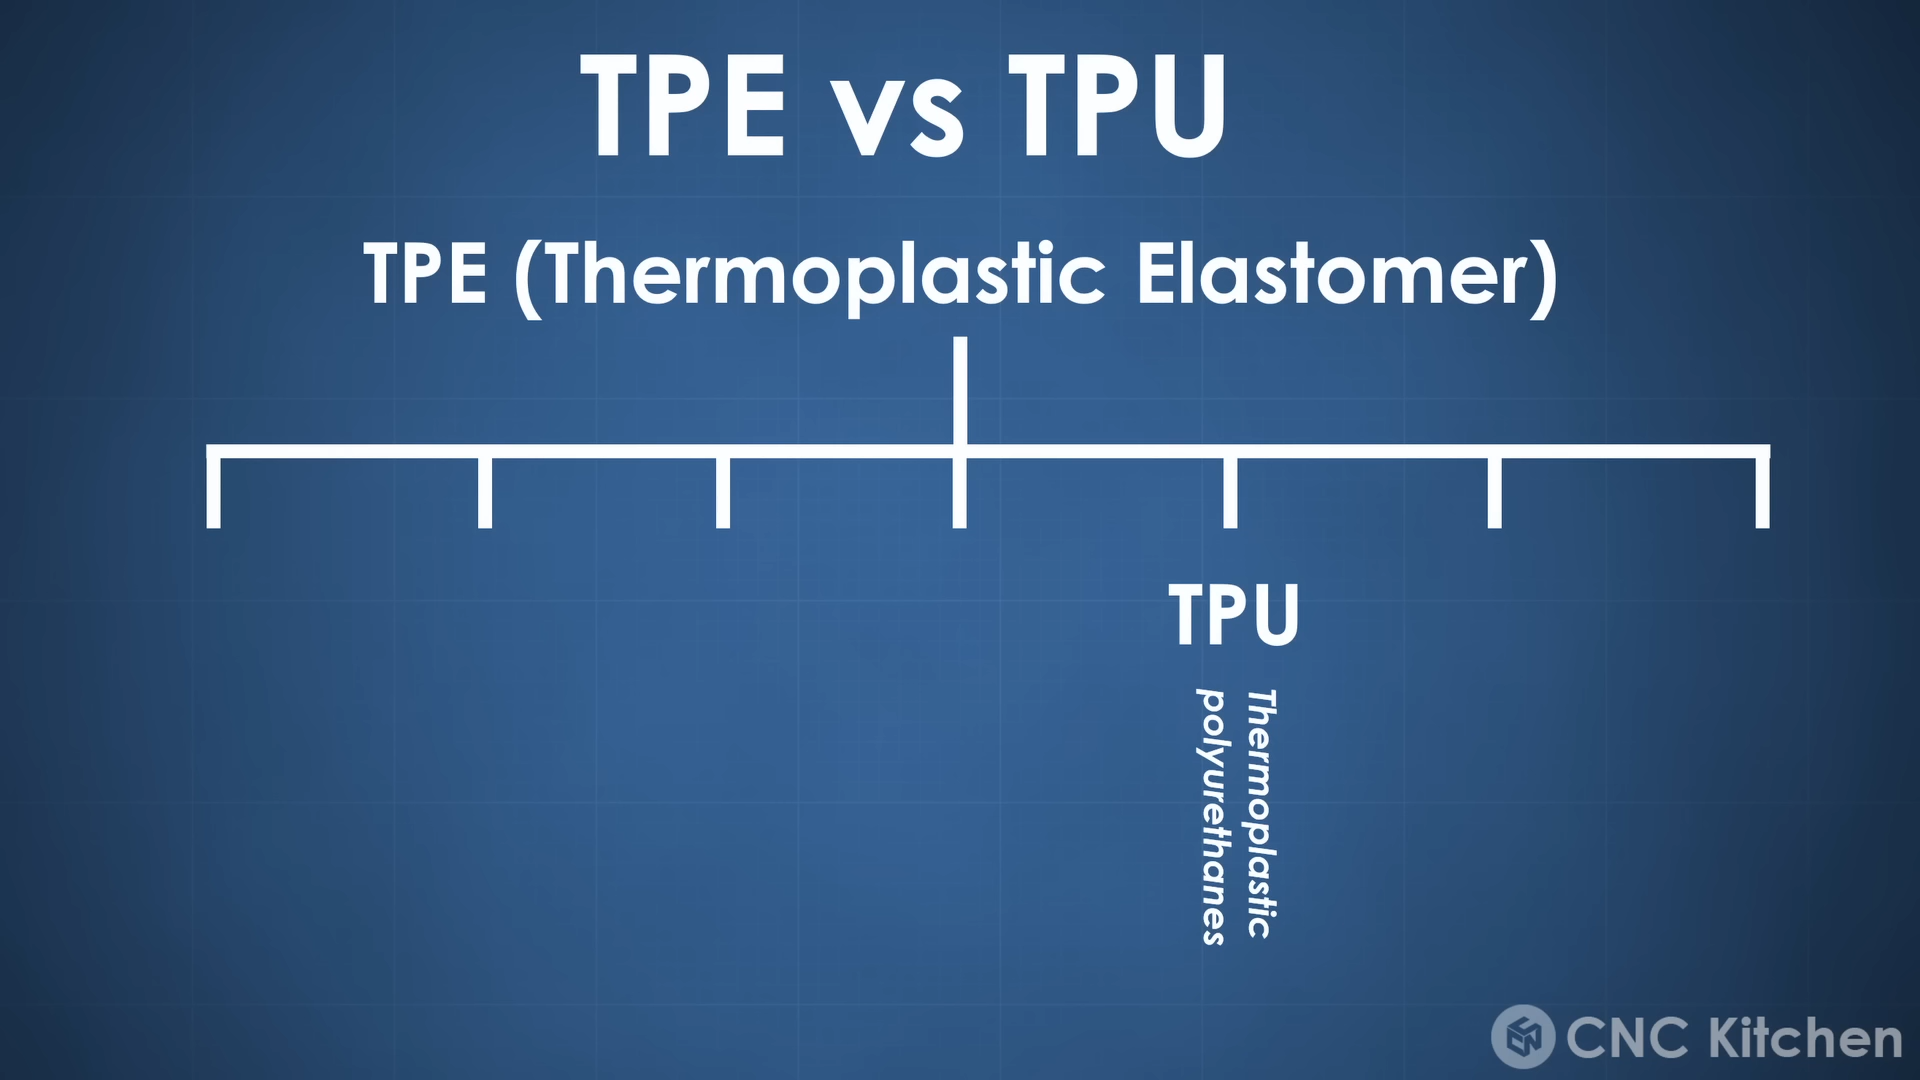 TPE vs TPU
TPE (Thermoplastic Elastomer)
TPU
Thermoplastic
polyurethanes
CNC Kitchen